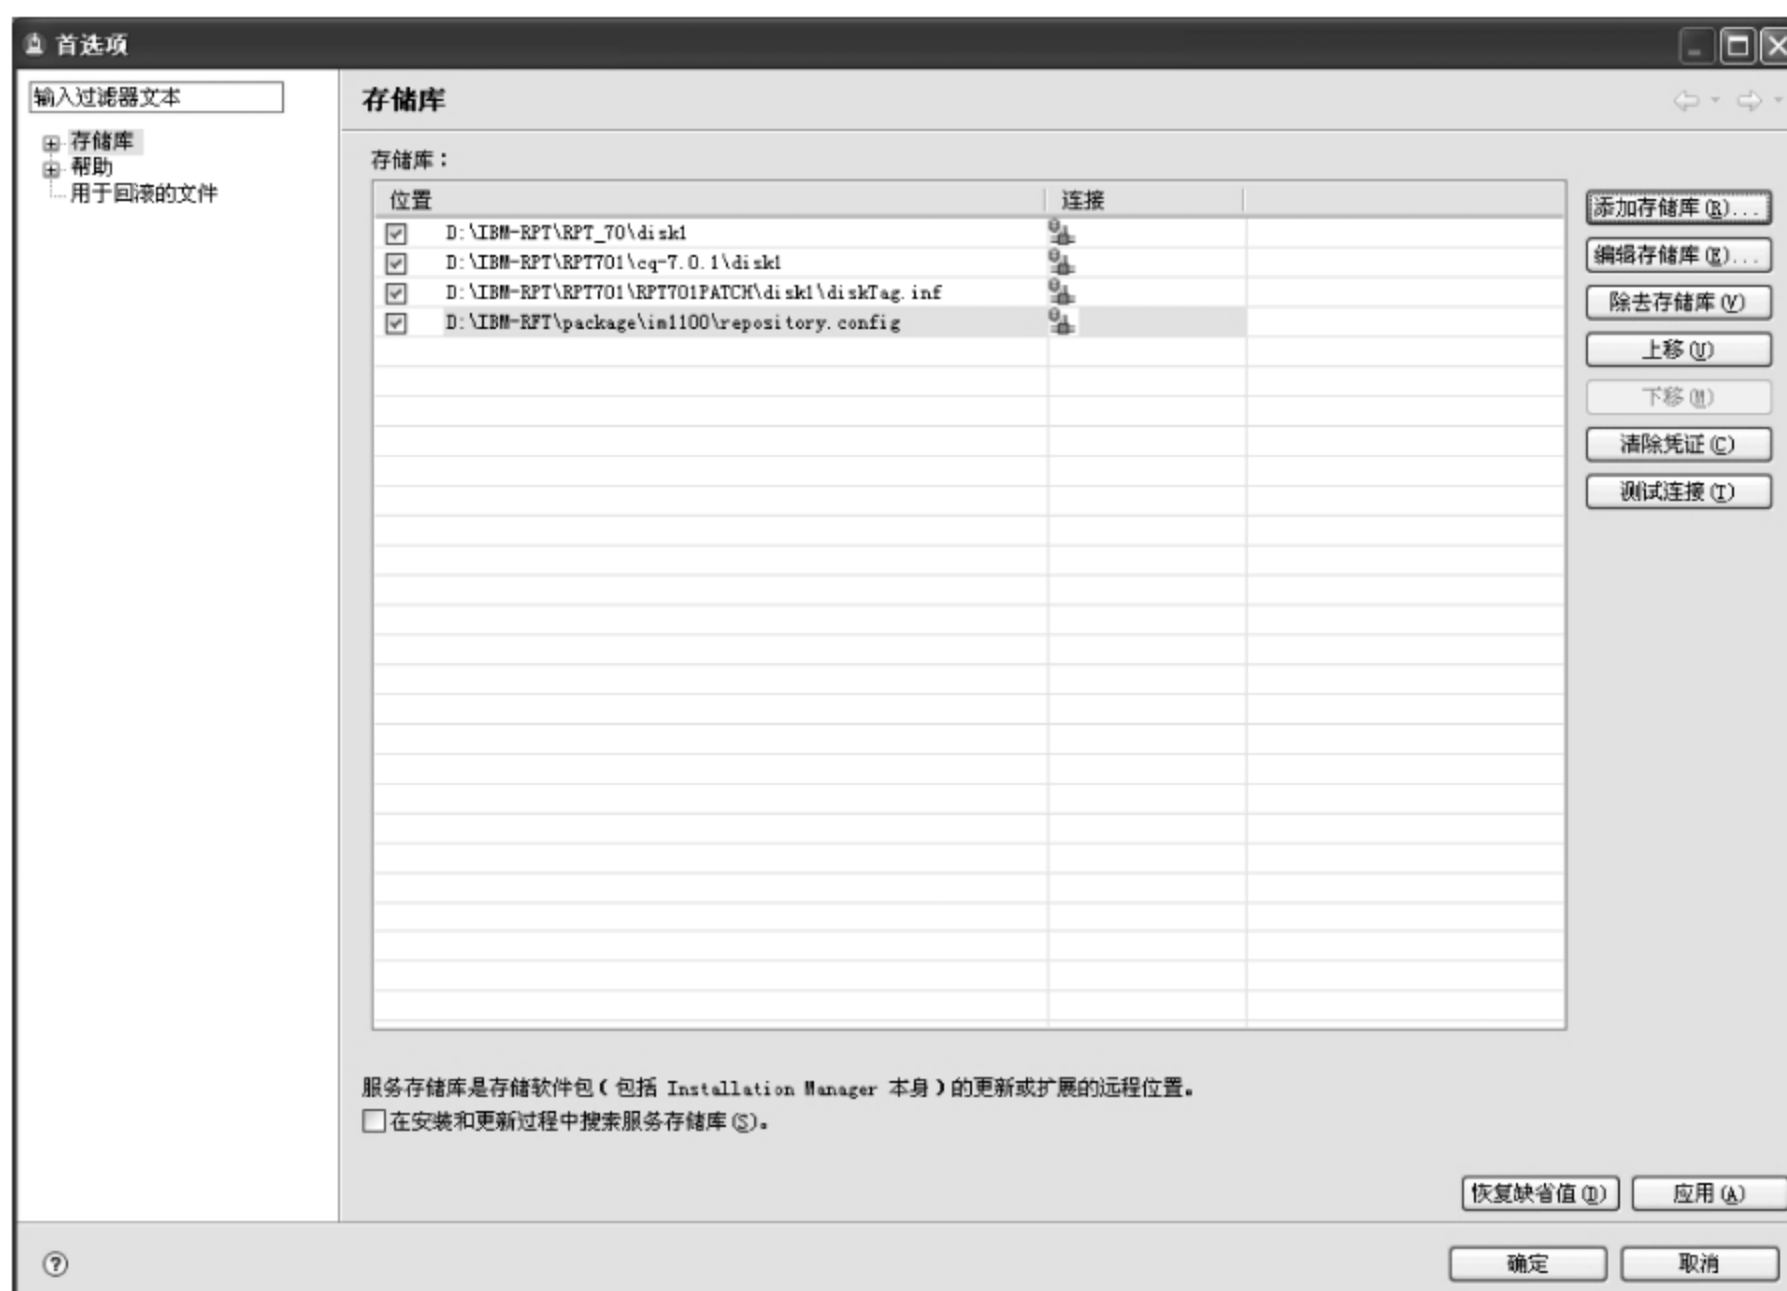 首选项
输入过滤器文本
存储库
帮助
用于回滚的文件
存储库
存储库：
位置 连接
D:\IBM-RPT\RPT_70\disk1
D:\IBM-RPT\RPT701\cq-7.0.1\disk1
D:\IBM-RPT\RPT701\RPT701PATCH\disk1\diskTag.inf
D:\IBM-RFT\package\im1100\repository.config
添加存储库(R)...
编辑存储库(E)...
除去存储库(V)
上移(U)
下移(M)
清除凭证(C)
测试连接(T)
服务存储库是存储软件包（包括 Installation Manager 本身）的更新或扩展的远程位置。
在安装和更新过程中搜索服务存储库(S)。
恢复缺省值(D) 应用(A)
确定 取消